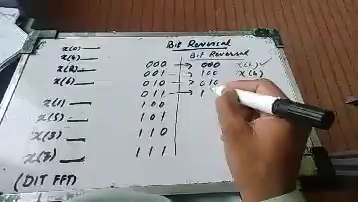 Bit Reversal
Bit Reversal
x(0)
x(4)
x(2)
x(6)
x(1)
x(5)
x(3)
x(7)
(DIT FFT)
000 → 000 x(0) ✓
001 → 100 x(4)
010 → 010
011 → 1
100
101
110
111